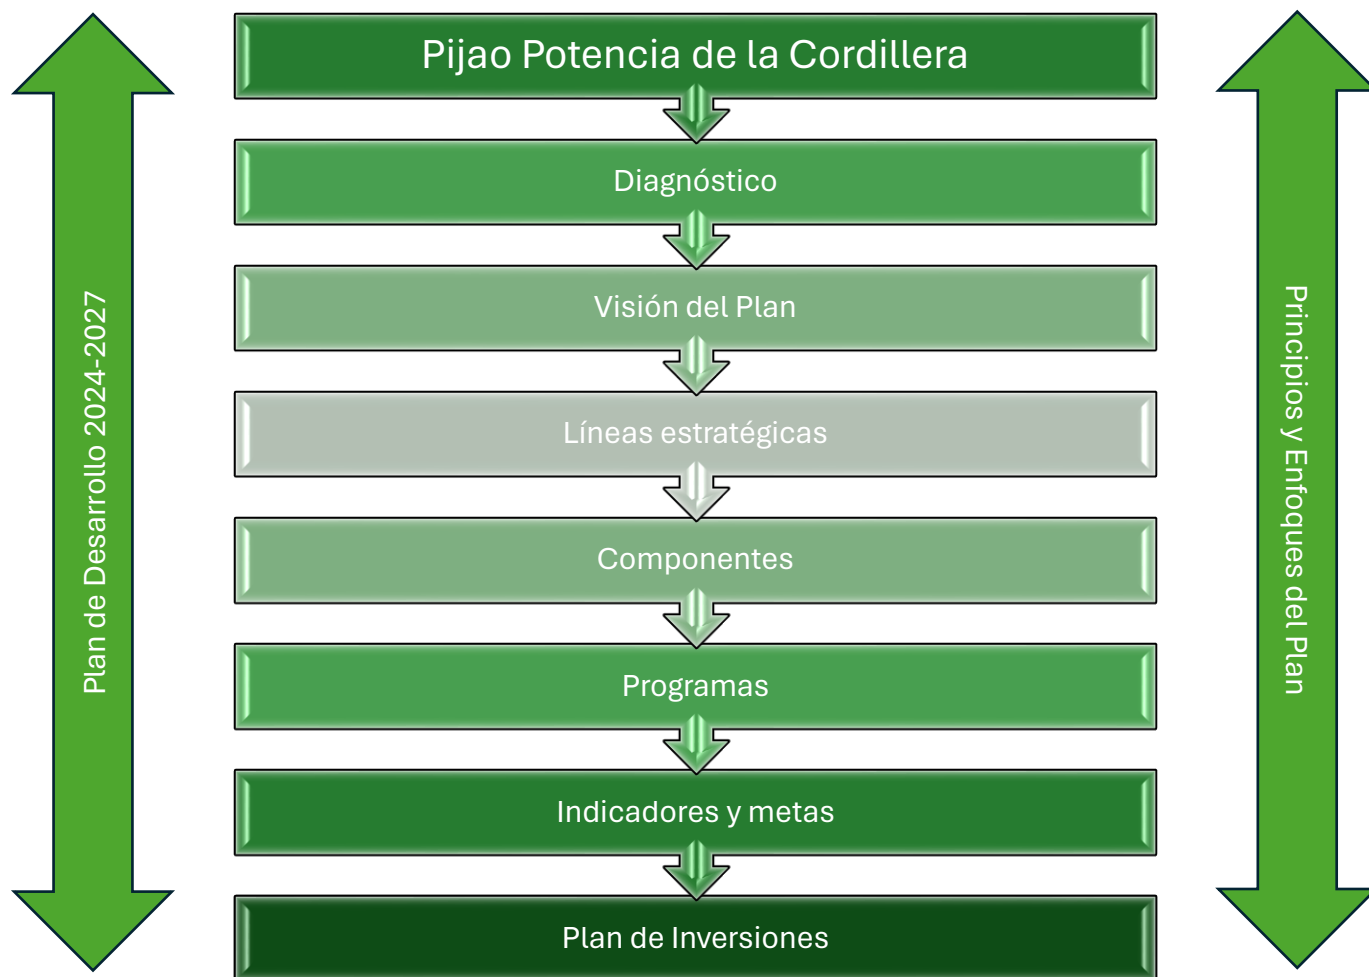 Pijao Potencia de la Cordillera
Diagnóstico
Visión del Plan
Líneas estratégicas
Componentes
Programas
Indicadores y metas
Plan de Inversiones
Plan de Desarrollo 2024-2027
Principios y Enfoques del Plan